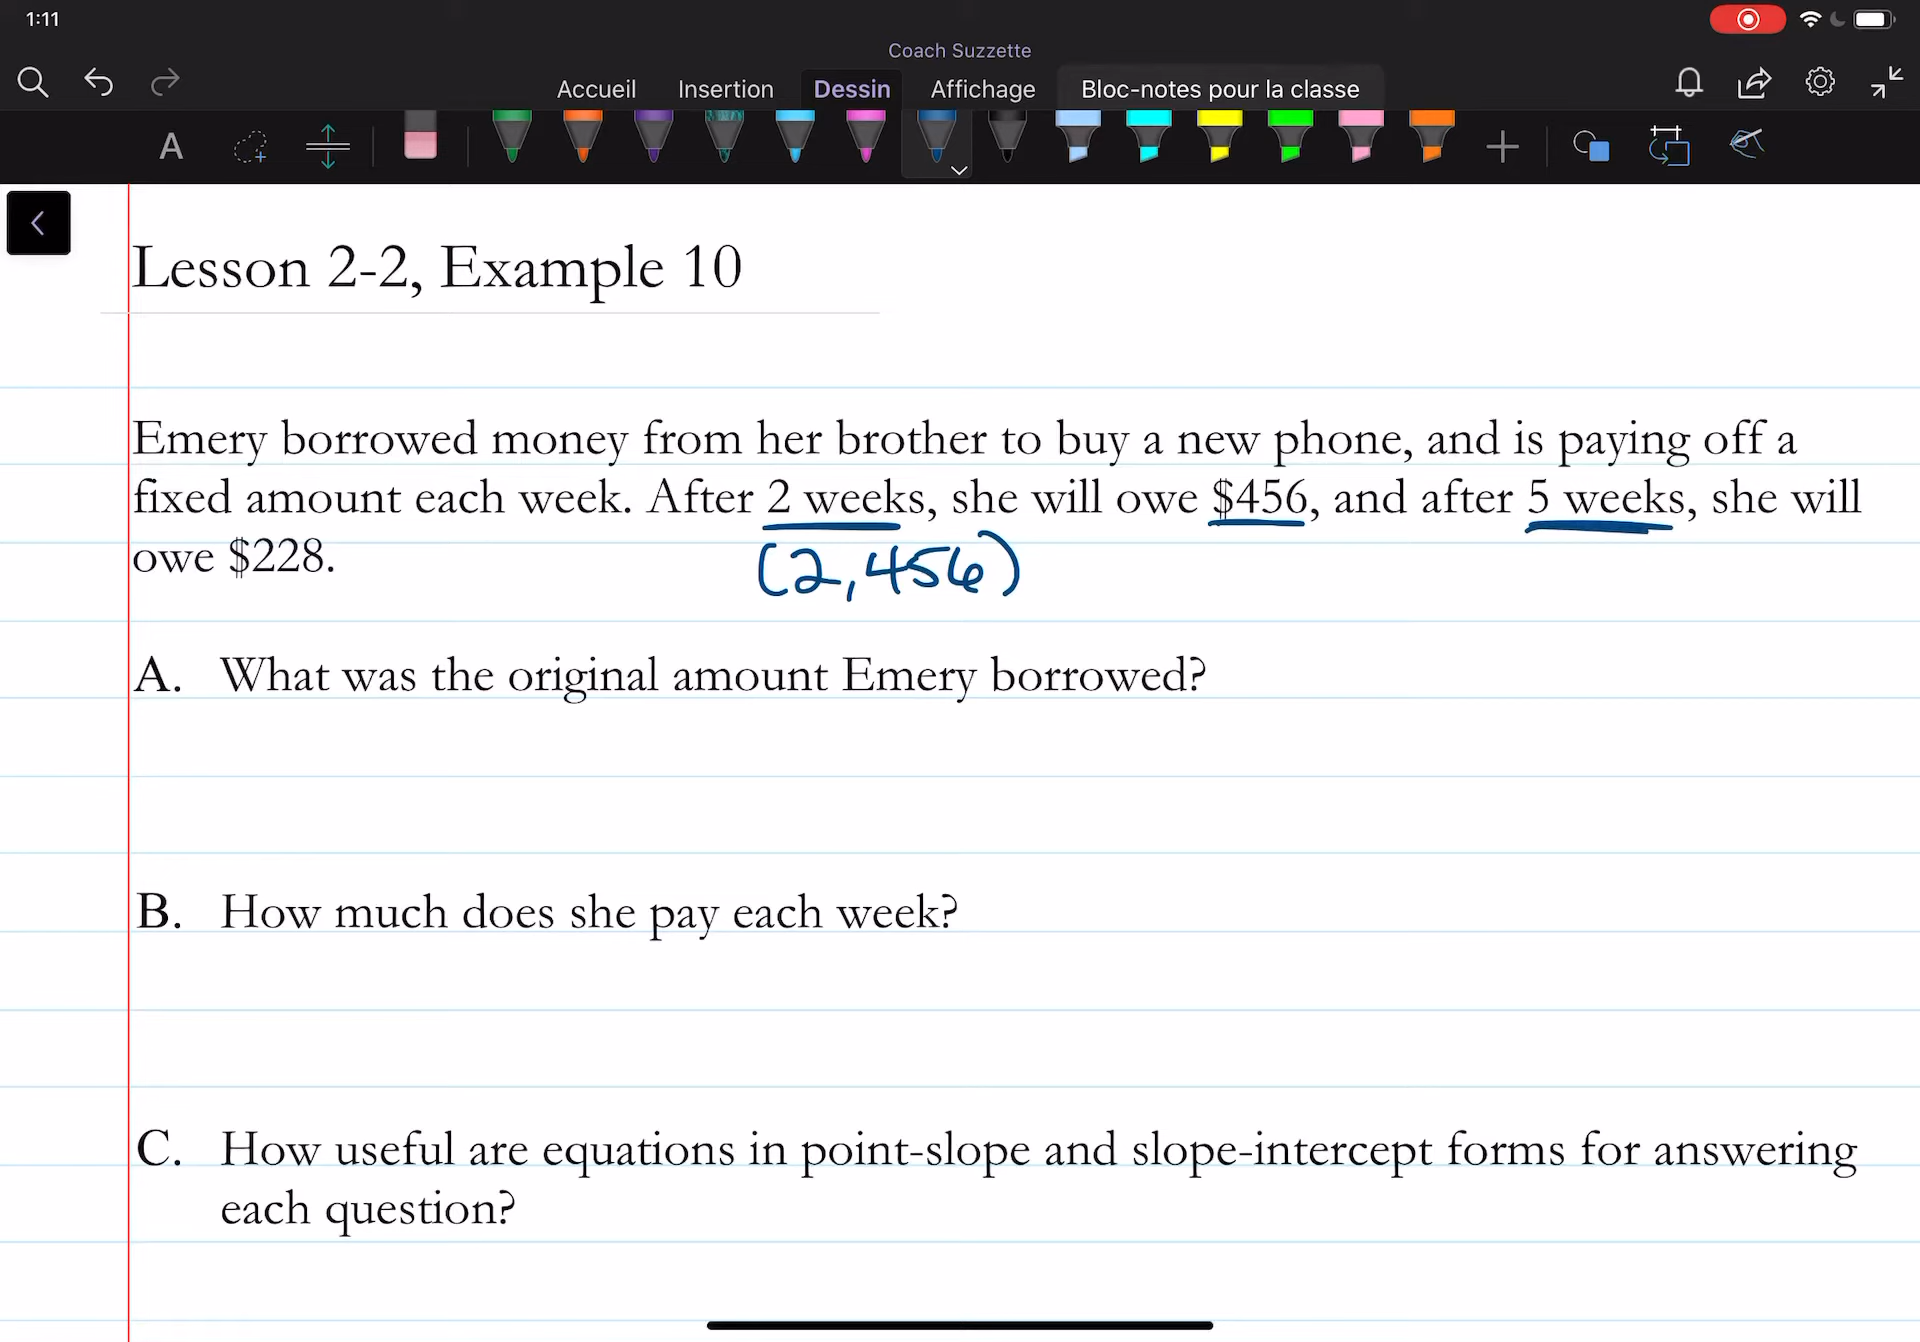 1:11
Coach Suzzette
Accueil Insertion Dessin Affichage Bloc-notes pour la classe
A
Lesson 2-2, Example 10
Emery borrowed money from her brother to buy a new phone, and is paying off a
fixed amount each week. After 2 weeks, she will owe $456, and after 5 weeks, she will
owe $228.
(2,456)
A. What was the original amount Emery borrowed?
B. How much does she pay each week?
C. How useful are equations in point-slope and slope-intercept forms for answering
each question?